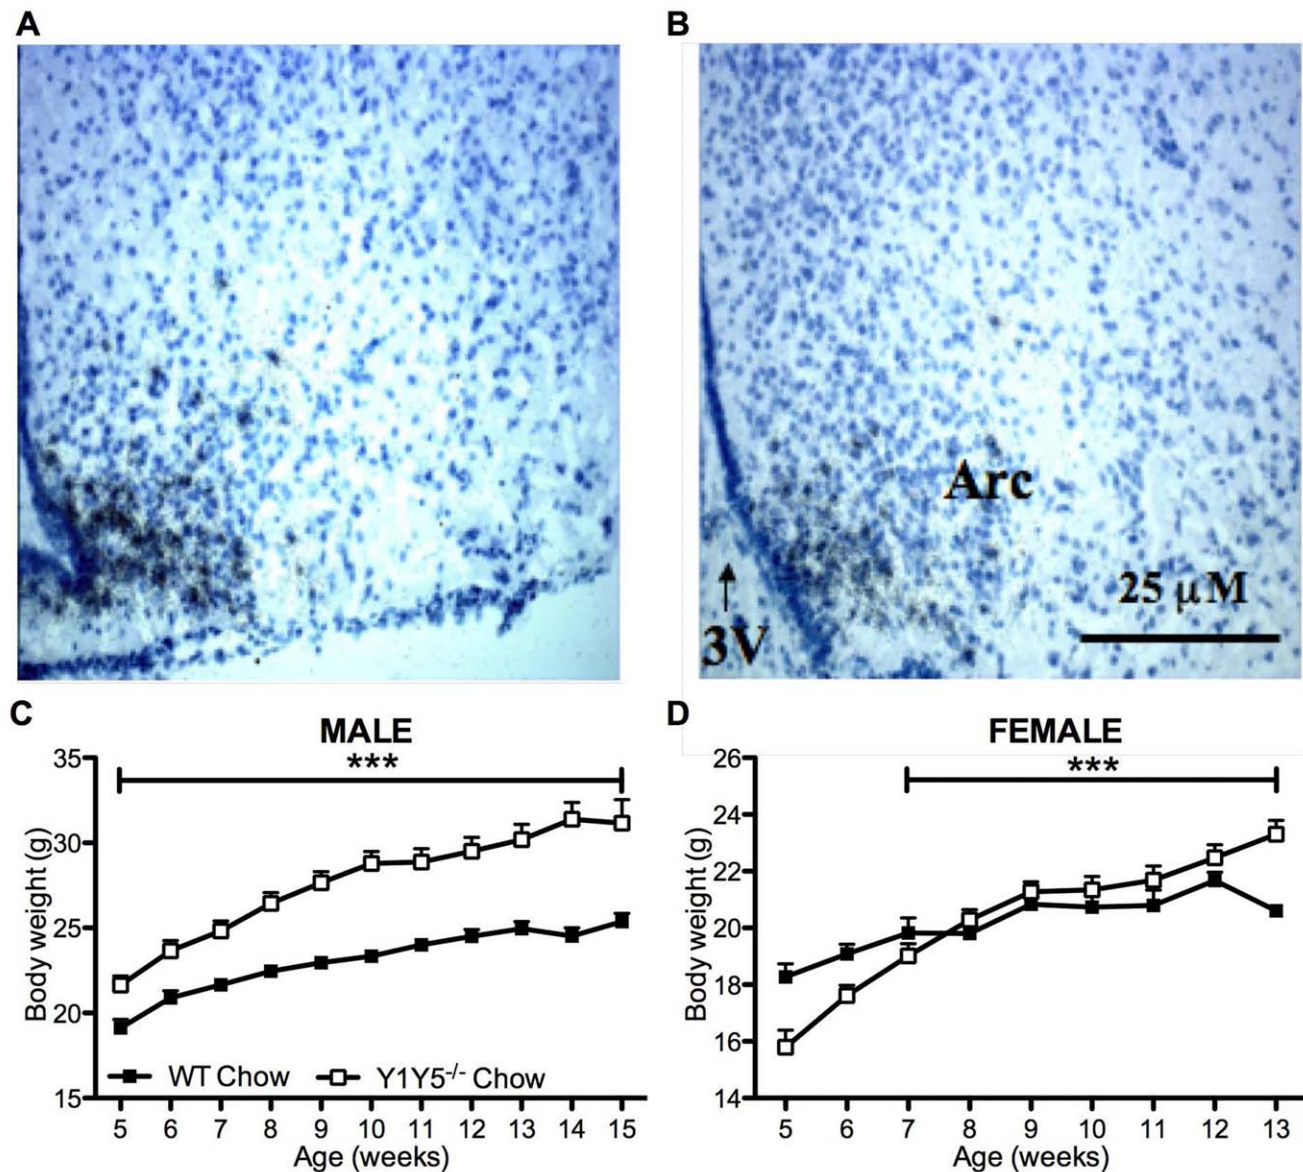 A
B
Arc
25 µM
3V
C
MALE
***
35
30
25
20
15
Body weight (g)
WT Chow
Y1Y5-/- Chow
5 6 7 8 9 10 11 12 13 14 15
Age (weeks)
D
FEMALE
***
26
24
22
20
18
16
14
Body weight (g)
5 6 7 8 9 10 11 12 13
Age (weeks)